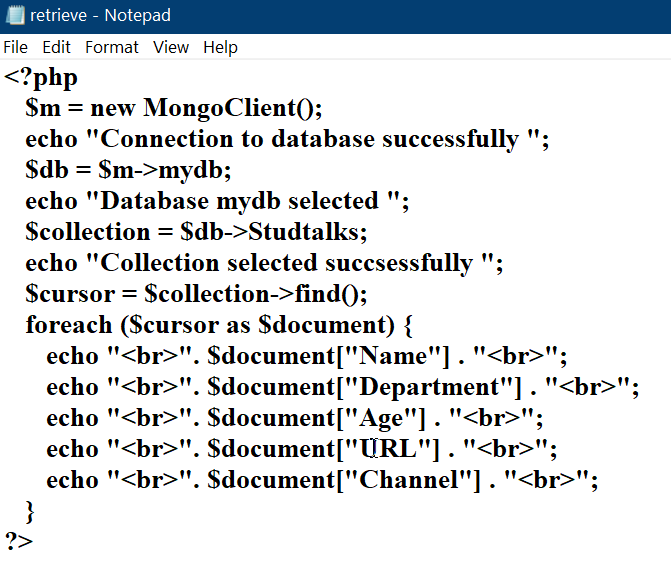 retrieve - Notepad
File Edit Format View Help
<?php
$m = new MongoClient();
echo "Connection to database successfully ";
$db = $m->mydb;
echo "Database mydb selected ";
$collection = $db->Studtalks;
echo "Collection selected succsessfully ";
$cursor = $collection->find();
foreach ($cursor as $document) {
echo "<br>". $document["Name"] . "<br>";
echo "<br>". $document["Department"] . "<br>";
echo "<br>". $document["Age"] . "<br>";
echo "<br>". $document["URL"] . "<br>";
echo "<br>". $document["Channel"] . "<br>";
}
?>